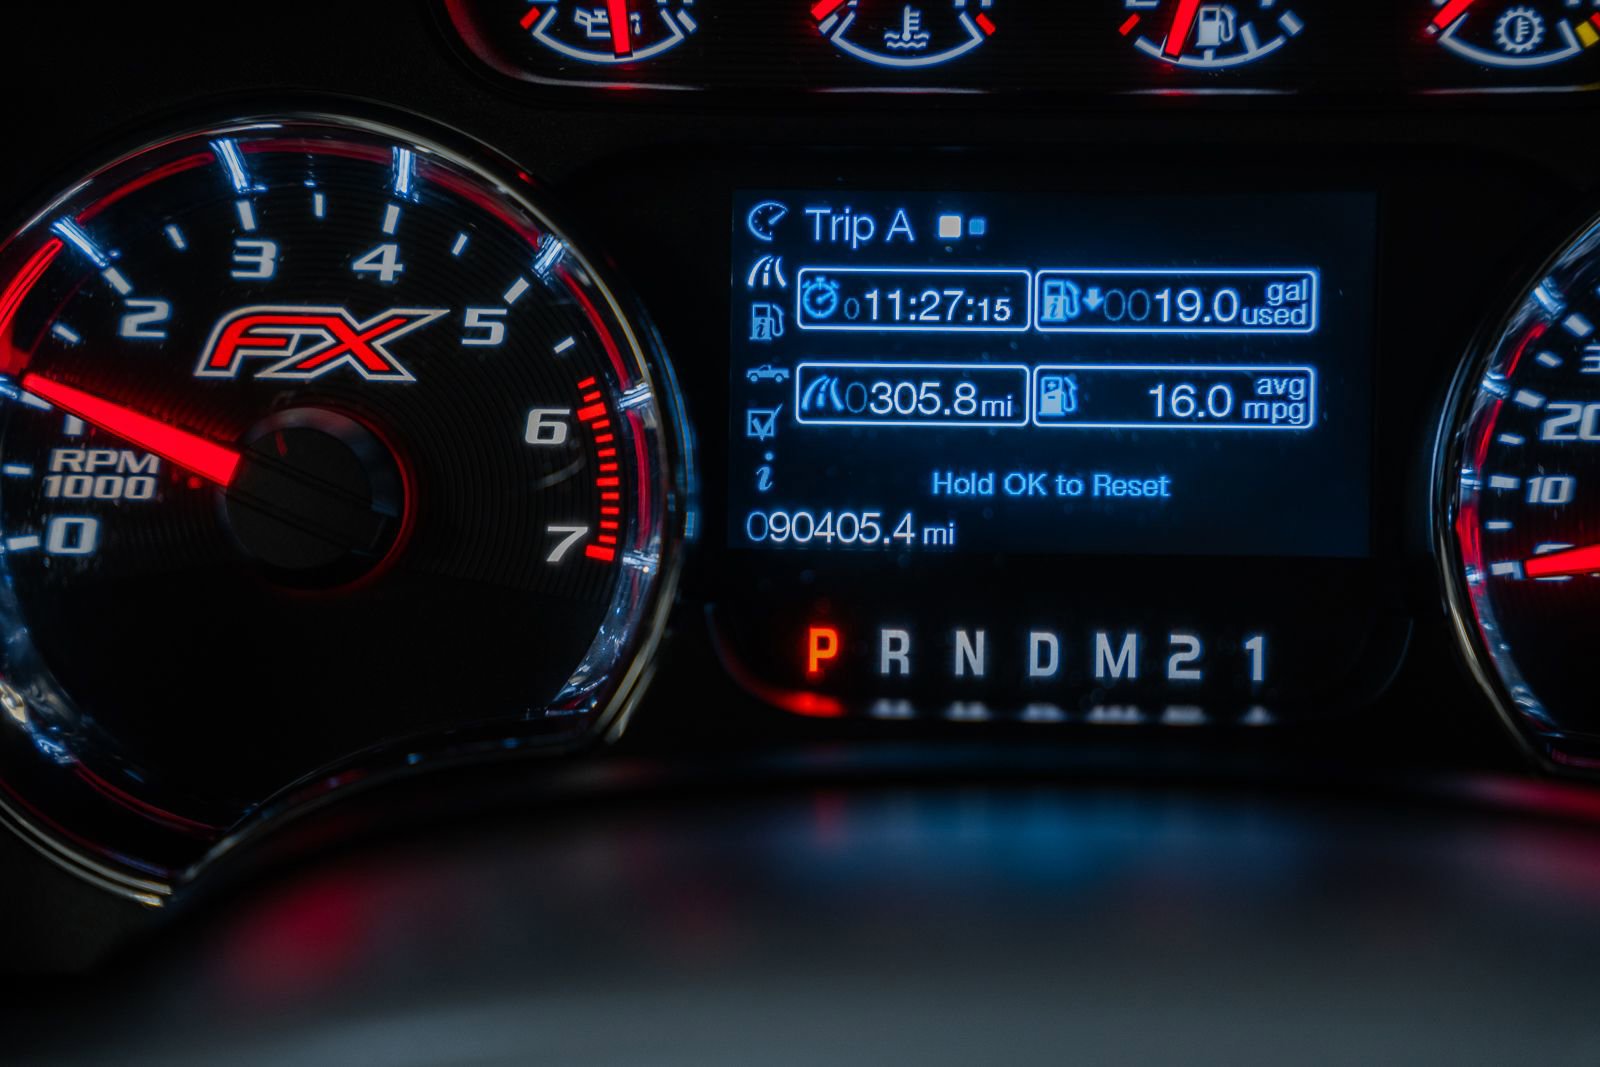 Trip A
011:27:15
0019.0 gal used
0305.8 mi
16.0 avg mpg
Hold OK to Reset
090405.4 mi
P R N D M 2 1
FX
RPM
1000
0
1
2
3
4
5
6
7
20
10